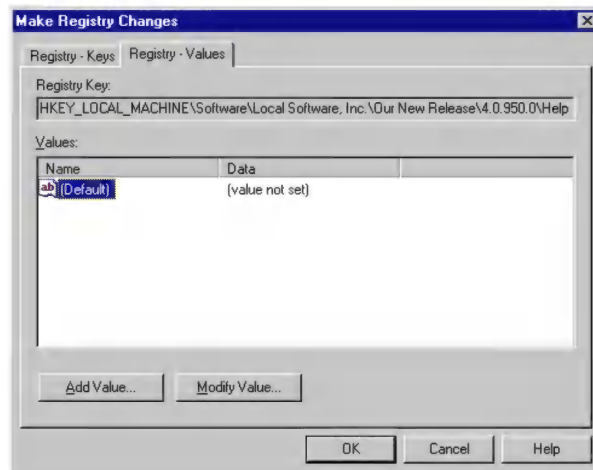 Make Registry Changes
Registry - Keys
Registry - Values
Registry Key:
HKEY_LOCAL_MACHINE\Software\Local Software, Inc.\Our New Release\4.0.950.0\Help
Values:
Name
Data
ab (Default)
(value not set)
Add Value...
Modify Value...
OK
Cancel
Help